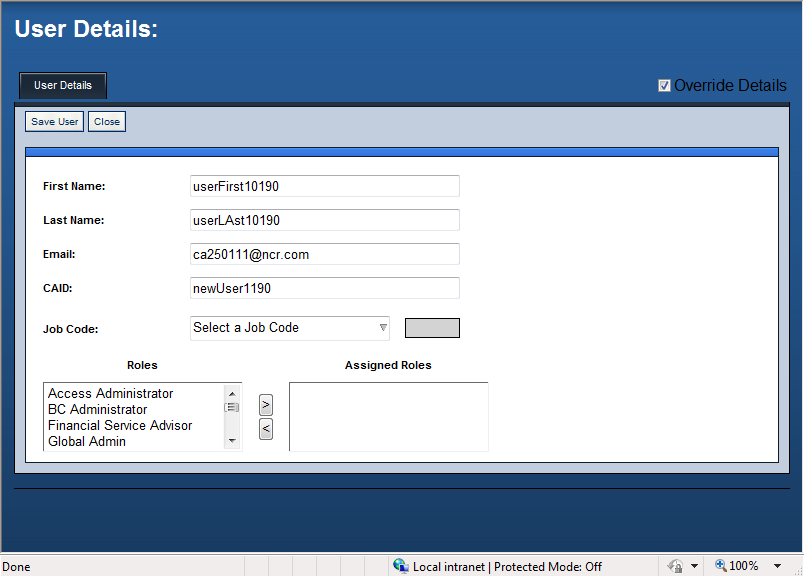 User Details:
User Details
Override Details
Save User Close
First Name: userFirst10190
Last Name: userLAst10190
Email: ca250111@ncr.com
CAID: newUser1190
Job Code: Select a Job Code
Roles Assigned Roles
Access Administrator
BC Administrator
Financial Service Advisor
Global Admin
>
<
Done Local intranet | Protected Mode: Off 100%